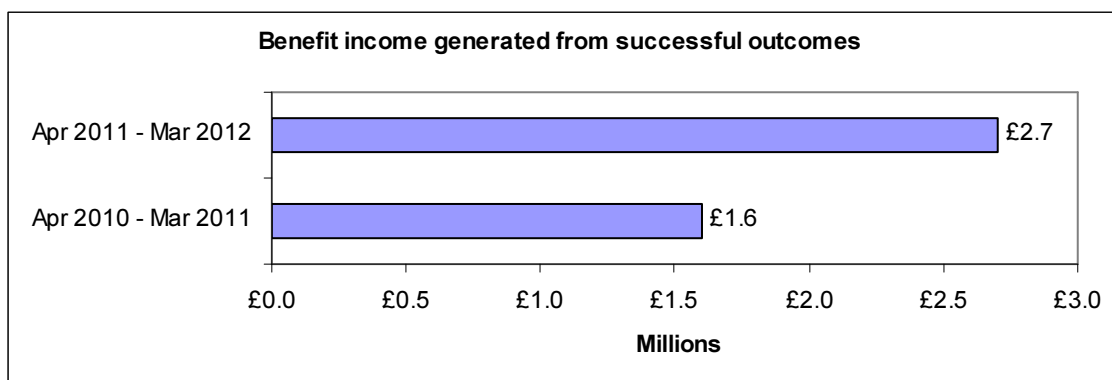 Benefit income generated from successful outcomes
Apr 2011 - Mar 2012
£2.7
Apr 2010 - Mar 2011
£1.6
£0.0 £0.5 £1.0 £1.5 £2.0 £2.5 £3.0
Millions